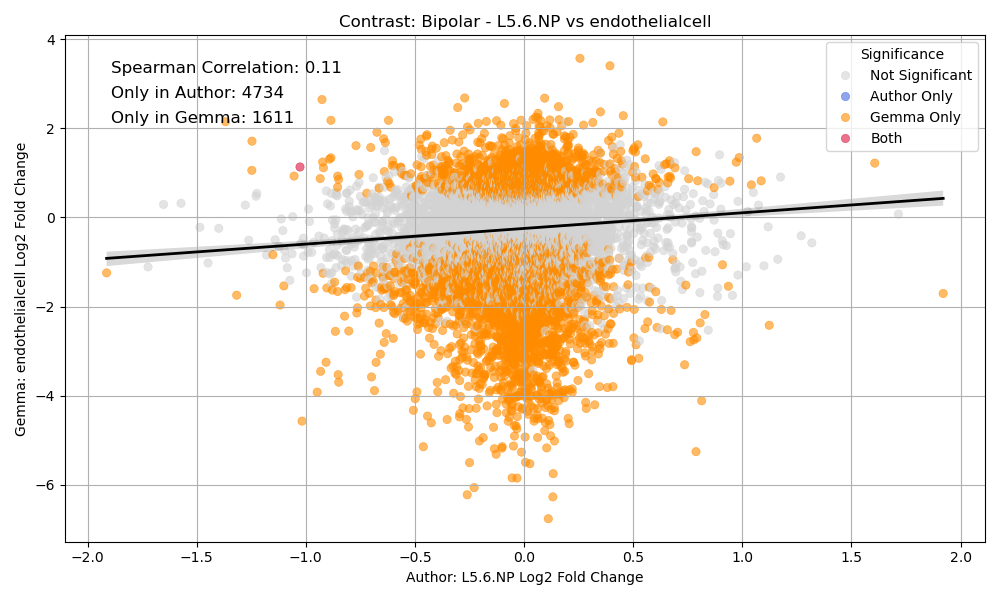 Contrast: Bipolar - L5.6.NP vs endothelialcell
Spearman Correlation: 0.11
Only in Author: 4734
Only in Gemma: 1611
Significance
Not Significant
Author Only
Gemma Only
Both
Gemma: endothelialcell Log2 Fold Change
4
2
0
−2
−4
−6
−2.0 −1.5 −1.0 −0.5 0.0 0.5 1.0 1.5 2.0
Author: L5.6.NP Log2 Fold Change